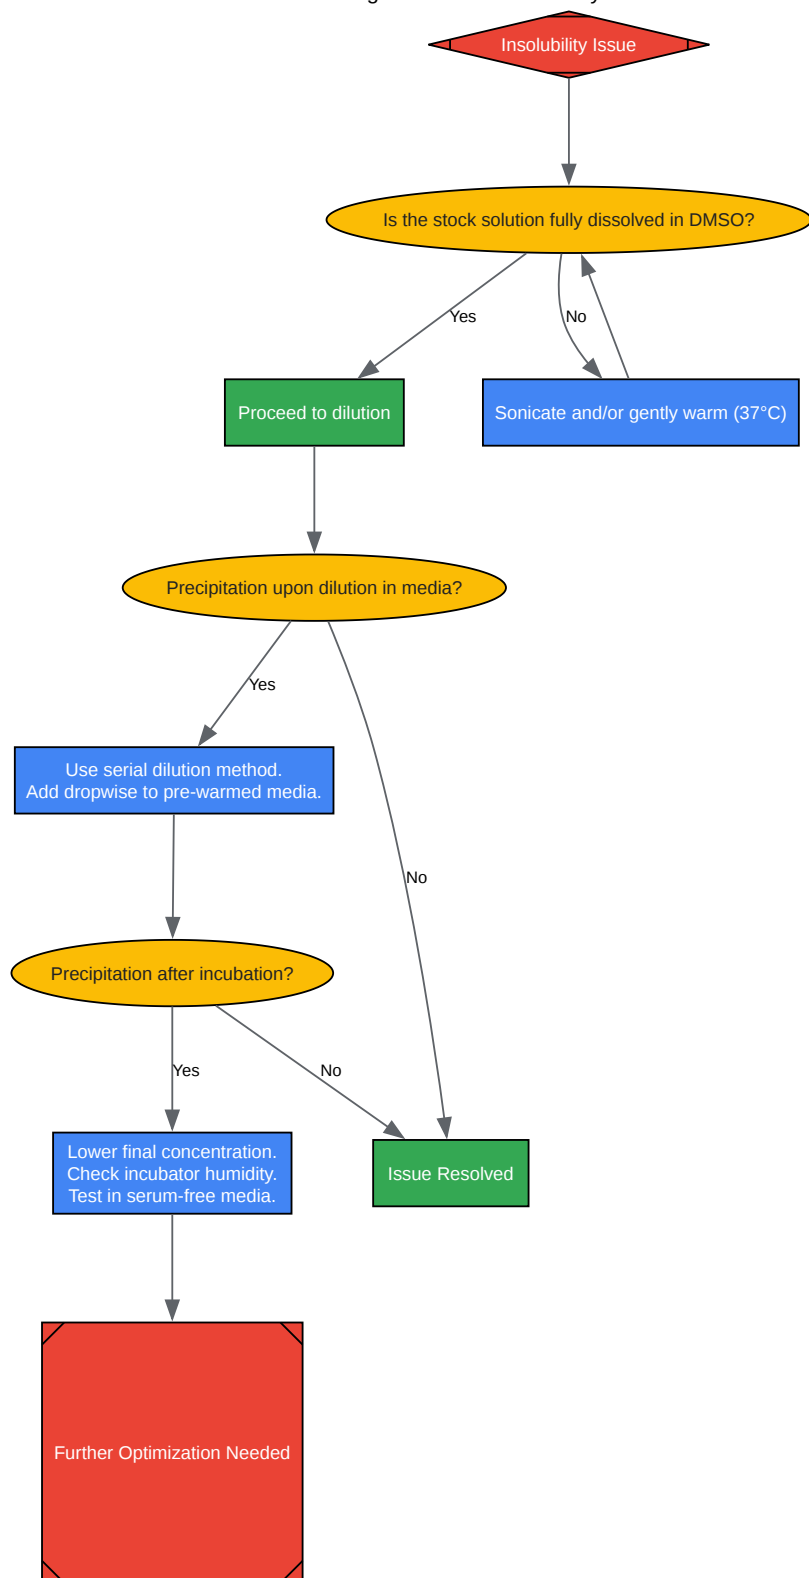 Insolubility Issue
Is the stock solution fully dissolved in DMSO?
Yes
No
Proceed to dilution
Sonicate and/or gently warm (37°C)
Precipitation upon dilution in media?
Yes
Use serial dilution method.
Add dropwise to pre-warmed media.
No
Precipitation after incubation?
Yes
No
Lower final concentration.
Check incubator humidity.
Test in serum-free media.
Issue Resolved
Further Optimization Needed